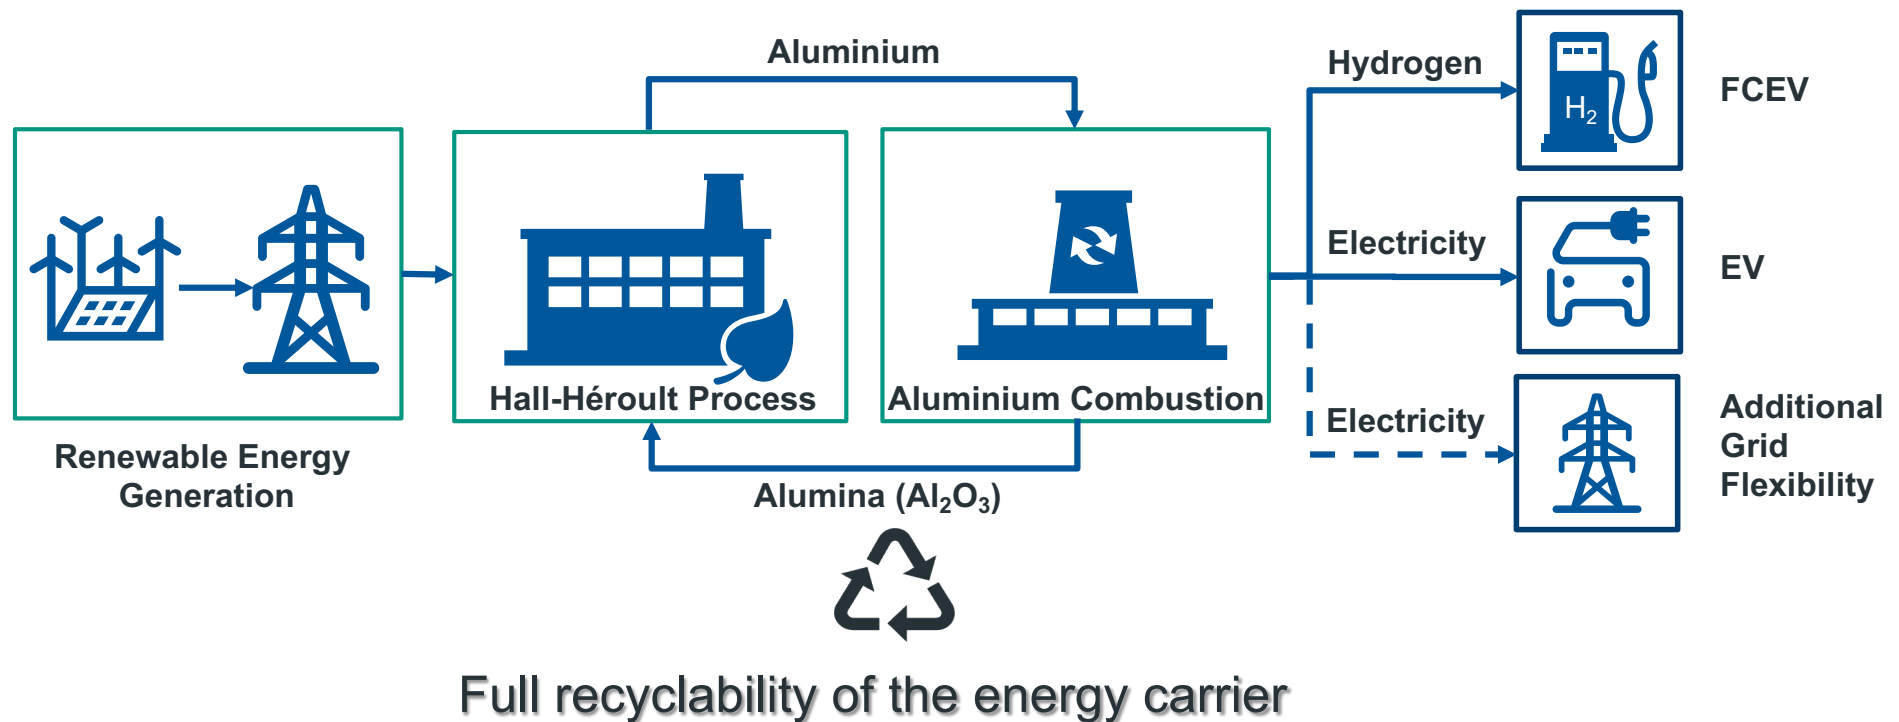 Aluminium
Hydrogen
H₂
FCEV
Electricity
EV
Hall-Héroult Process
Aluminium Combustion
Renewable Energy
Generation
Electricity
Additional
Grid
Flexibility
Alumina (Al₂O₃)
Full recyclability of the energy carrier